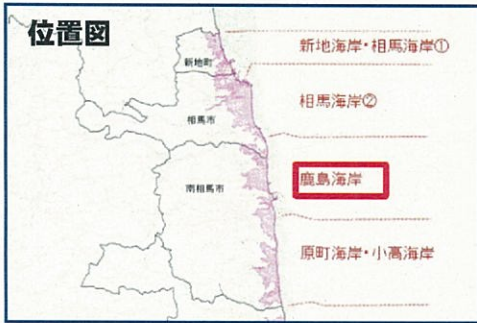 位置図
新地海岸・相馬海岸①
新地町
相馬海岸②
相馬市
鹿島海岸
南相馬市
原町海岸・小高海岸